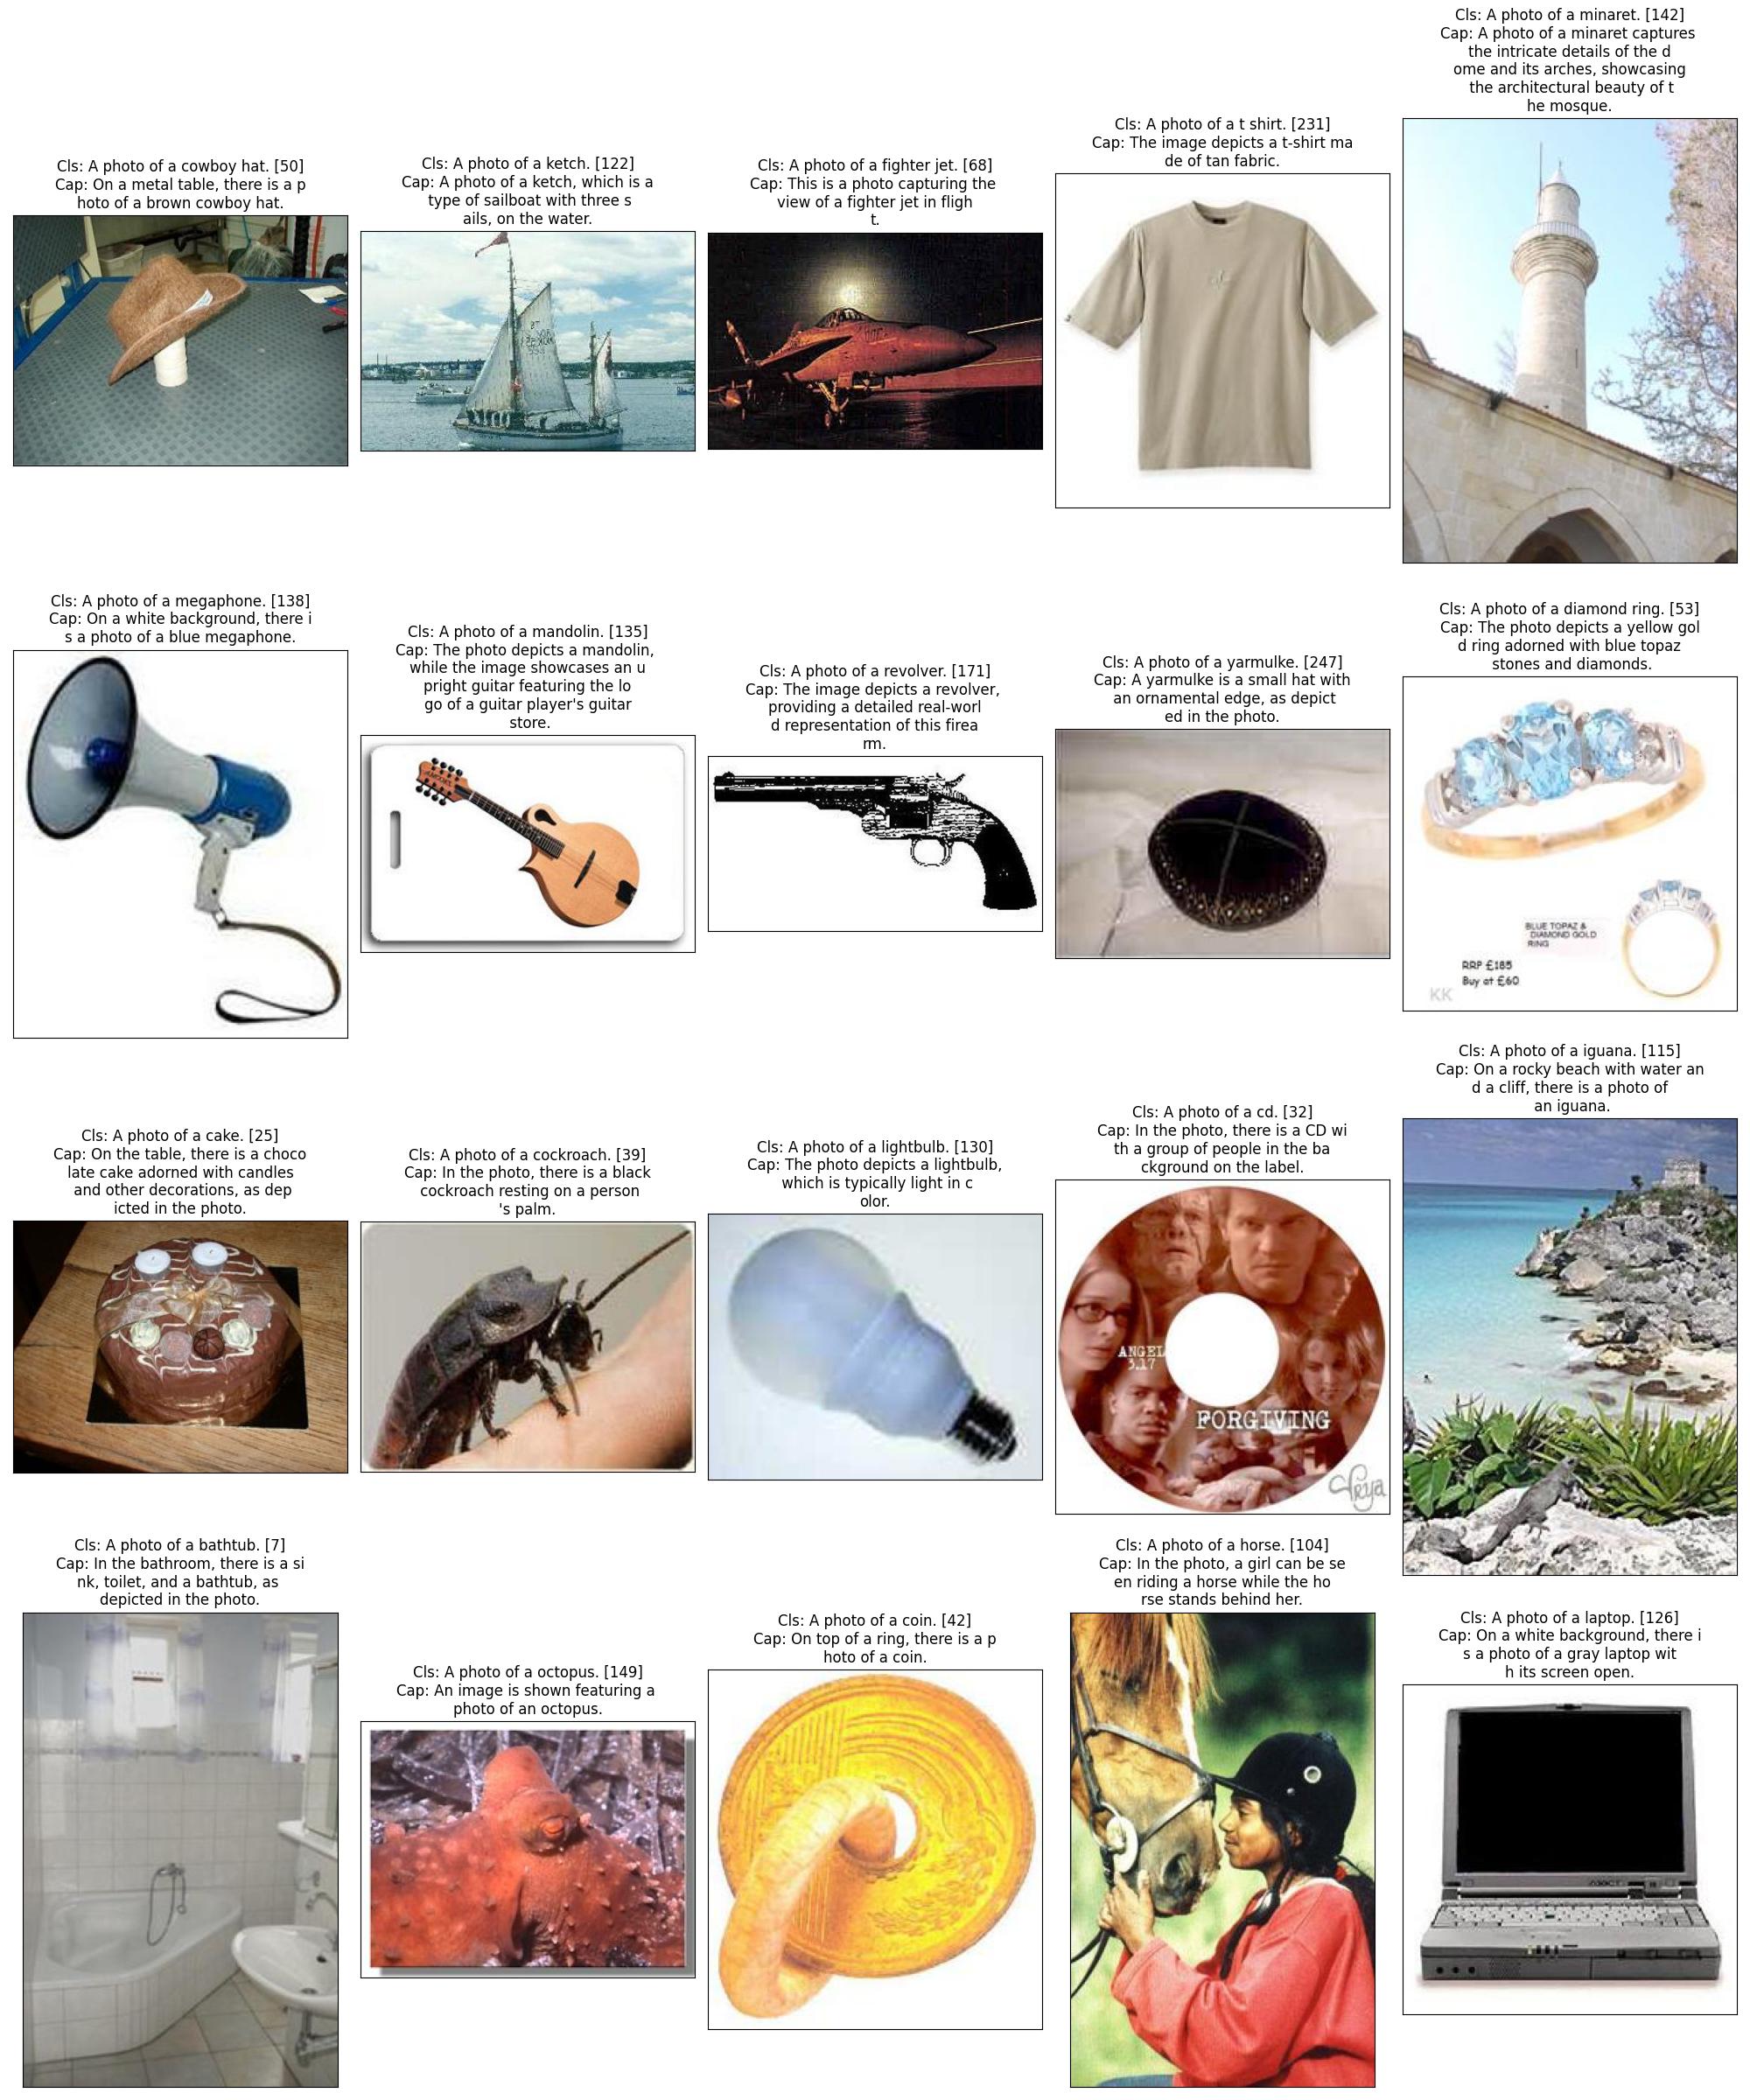 Cls: A photo of a cowboy hat. [50]
Cap: On a metal table, there is a p
hoto of a brown cowboy hat.
Cls: A photo of a ketch. [122]
Cap: A photo of a ketch, which is a
type of sailboat with three s
ails, on the water.
Cls: A photo of a fighter jet. [68]
Cap: This is a photo capturing the
view of a fighter jet in fligh
t.
Cls: A photo of a t shirt. [231]
Cap: The image depicts a t-shirt ma
de of tan fabric.
Cls: A photo of a minaret. [142]
Cap: A photo of a minaret captures
the intricate details of the d
ome and its arches, showcasing
the architectural beauty of t
he mosque.
Cls: A photo of a megaphone. [138]
Cap: On a white background, there i
s a photo of a blue megaphone.
Cls: A photo of a mandolin. [135]
Cap: The photo depicts a mandolin,
while the image showcases an u
pright guitar featuring the lo
go of a guitar player's guitar
store.
Cls: A photo of a revolver. [171]
Cap: The image depicts a revolver,
providing a detailed real-worl
d representation of this firea
rm.
Cls: A photo of a yarmulke. [247]
Cap: A yarmulke is a small hat with
an ornamental edge, as depict
ed in the photo.
Cls: A photo of a diamond ring. [53]
Cap: The photo depicts a yellow gol
d ring adorned with blue topaz
stones and diamonds.
BLUE TOPAZ &
DIAMOND GOLD
RING
RRP £185
Buy at £60
KK
Cls: A photo of a cake. [25]
Cap: On the table, there is a choco
late cake adorned with candles
and other decorations, as dep
icted in the photo.
Cls: A photo of a cockroach. [39]
Cap: In the photo, there is a black
cockroach resting on a person
's palm.
Cls: A photo of a lightbulb. [130]
Cap: The photo depicts a lightbulb,
which is typically light in c
olor.
Cls: A photo of a cd. [32]
Cap: In the photo, there is a CD wi
th a group of people in the ba
ckground on the label.
ANGEL
3.17
FORGIVING
Cls: A photo of a iguana. [115]
Cap: On a rocky beach with water an
d a cliff, there is a photo of
an iguana.
Cls: A photo of a bathtub. [7]
Cap: In the bathroom, there is a si
nk, toilet, and a bathtub, as
depicted in the photo.
Cls: A photo of a octopus. [149]
Cap: An image is shown featuring a
photo of an octopus.
Cls: A photo of a coin. [42]
Cap: On top of a ring, there is a p
hoto of a coin.
Cls: A photo of a horse. [104]
Cap: In the photo, a girl can be se
en riding a horse while the ho
rse stands behind her.
Cls: A photo of a laptop. [126]
Cap: On a white background, there i
s a photo of a gray laptop wit
h its screen open.